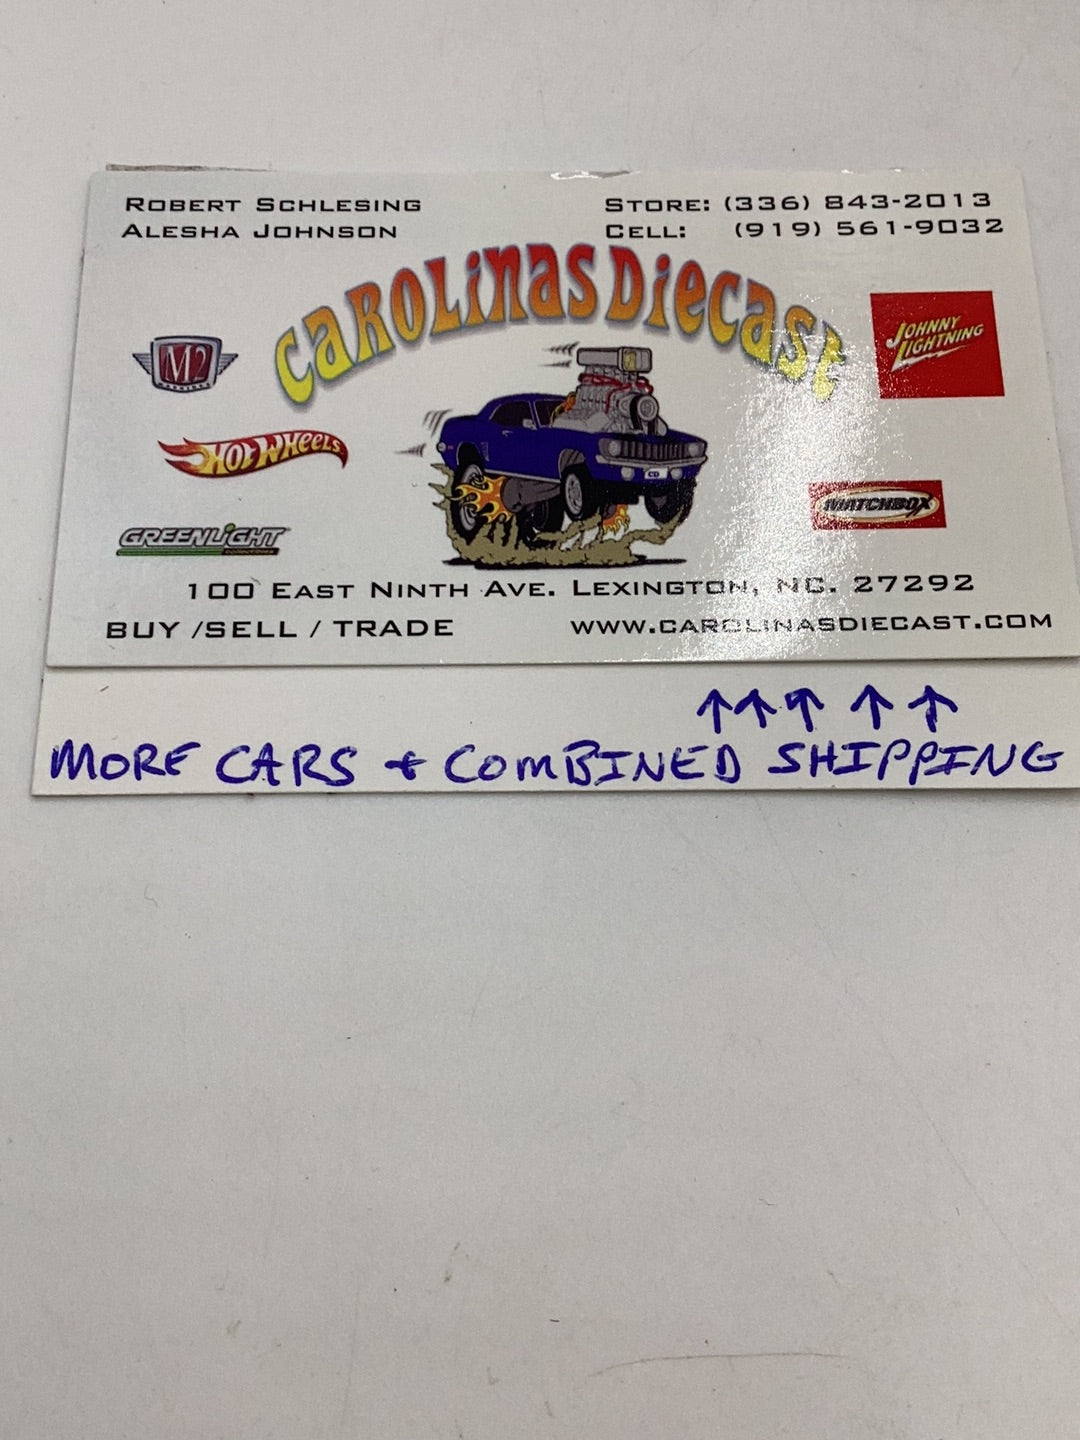 ROBERT SCHLESING
ALESHA JOHNSON
STORE: (336) 843-2013
CELL: (919) 561-9032
CAROLINAS DIECAST
M2
MACHINES
JOHNNY
LIGHTNING
HOT WHEELS
MATCHBOX
GREENLIGHT
CD
100 EAST NINTH AVE. LEXINGTON, NC. 27292
BUY /SELL / TRADE
WWW.CAROLINASDIECAST.COM
↑↑↑ ↑ ↑
MORE CARS + COMBINED SHIPPING